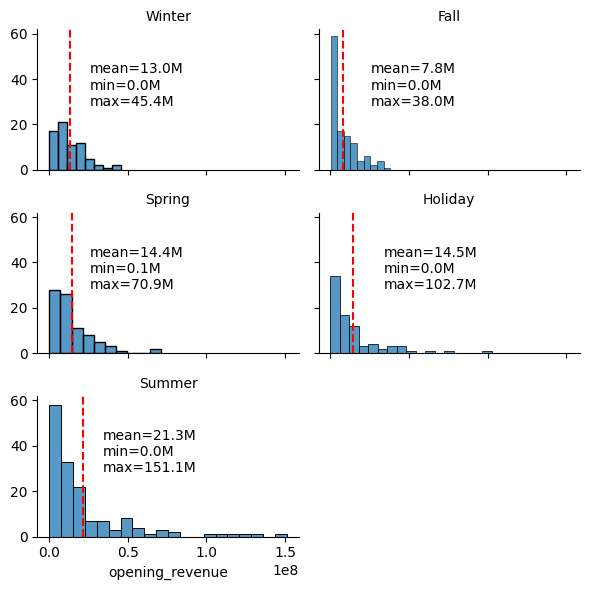 Winter
60
40
20
0
mean=13.0M
min=0.0M
max=45.4M
Fall
mean=7.8M
min=0.0M
max=38.0M
Spring
60
40
20
0
mean=14.4M
min=0.1M
max=70.9M
Holiday
mean=14.5M
min=0.0M
max=102.7M
Summer
60
40
20
0
mean=21.3M
min=0.0M
max=151.1M
0.0 0.5 1.0 1.5
1e8
opening_revenue